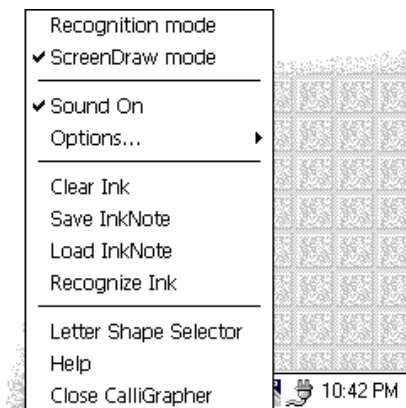 Recognition mode
ScreenDraw mode
Sound On
Options...
Clear Ink
Save InkNote
Load InkNote
Recognize Ink
Letter Shape Selector
Help
Close CalliGrapher
10:42 PM